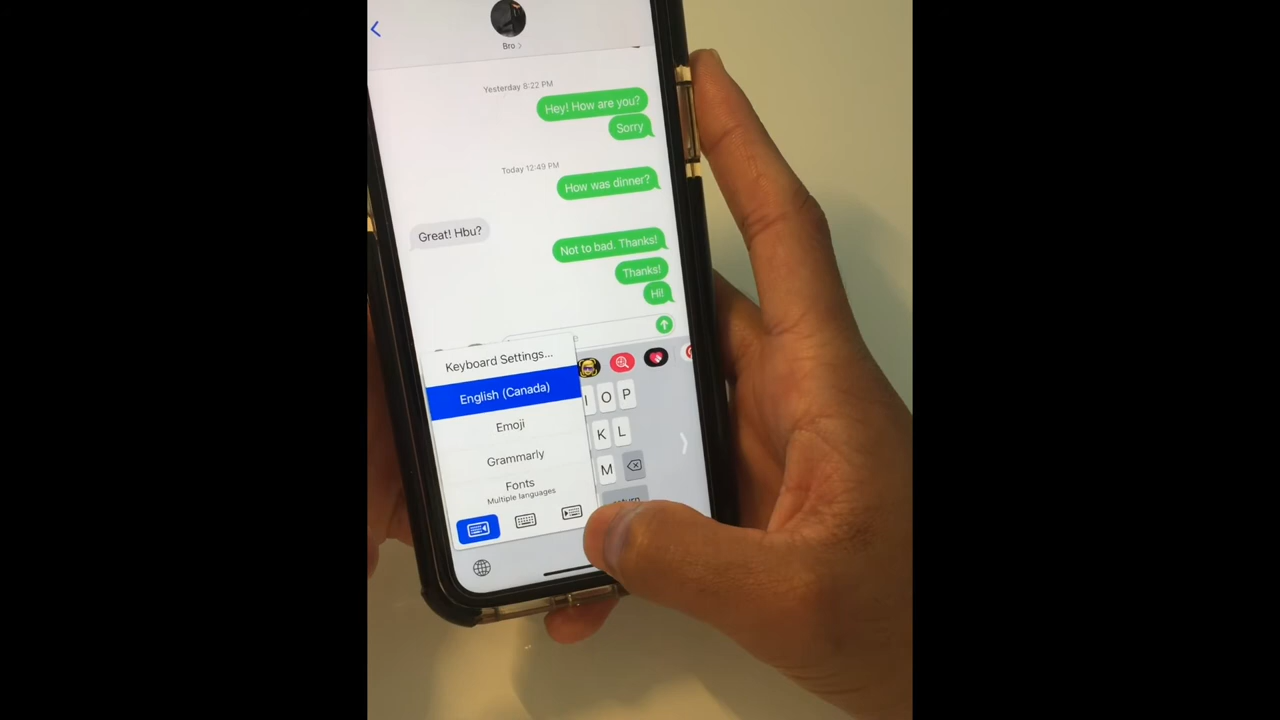 Bro
Yesterday 8:22 PM
Hey! How are you?
Sorry
Today 12:49 PM
How was dinner?
Great! Hbu?
Not to bad. Thanks!
Thanks!
Hi!
Keyboard Settings...
English (Canada)
Emoji
Grammarly
Fonts
Multiple languages
I O P
K L
M
return